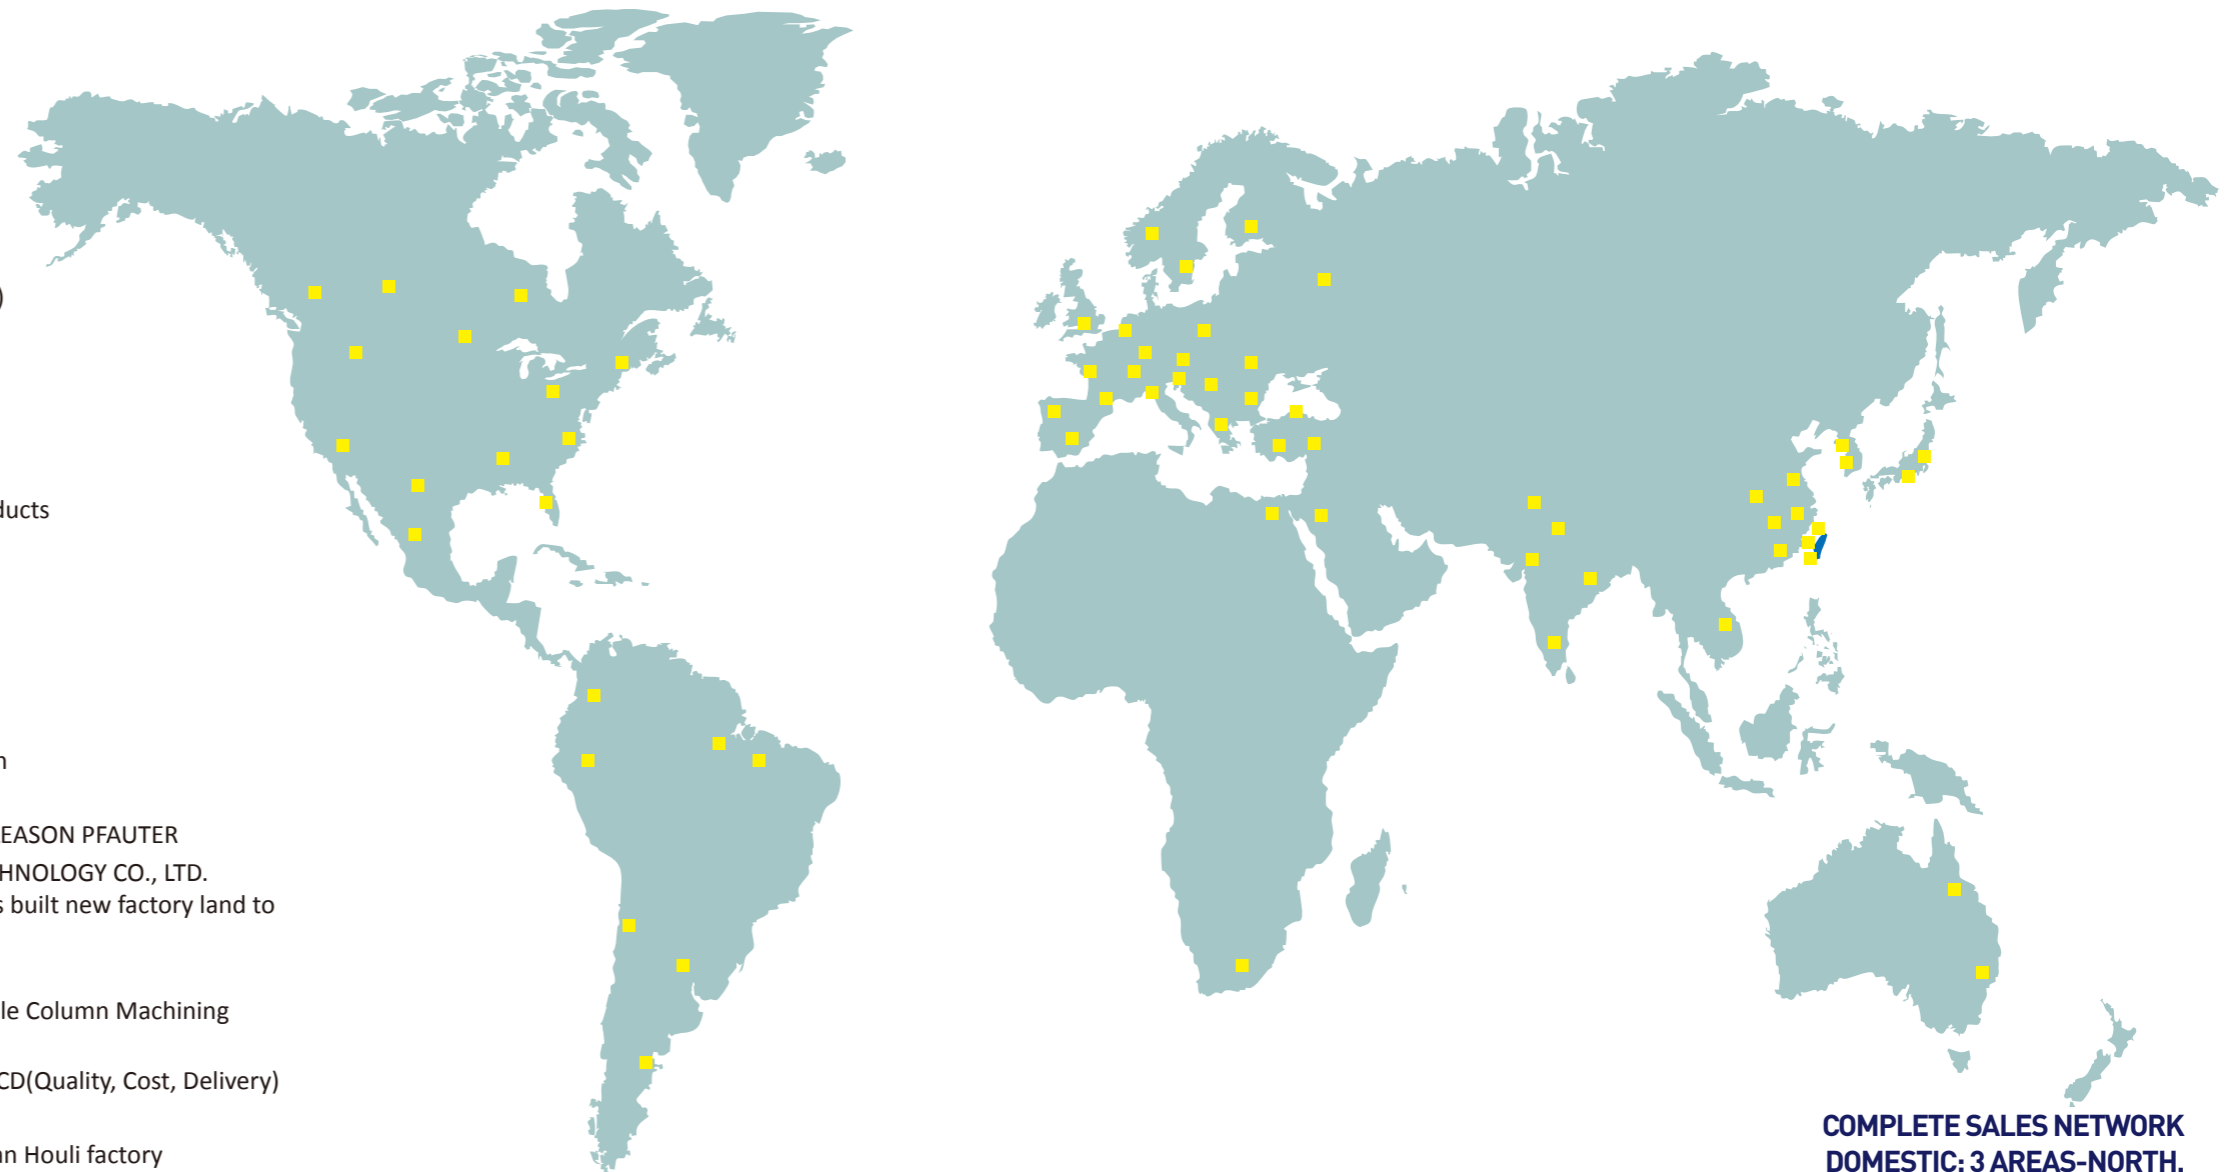 )
ducts
n
EASON PFAUTER
HNOLOGY CO., LTD.
s built new factory land to
le Column Machining
CD(Quality, Cost, Delivery)
an Houli factory
COMPLETE SALES NETWORK
DOMESTIC: 3 AREAS-NORTH,